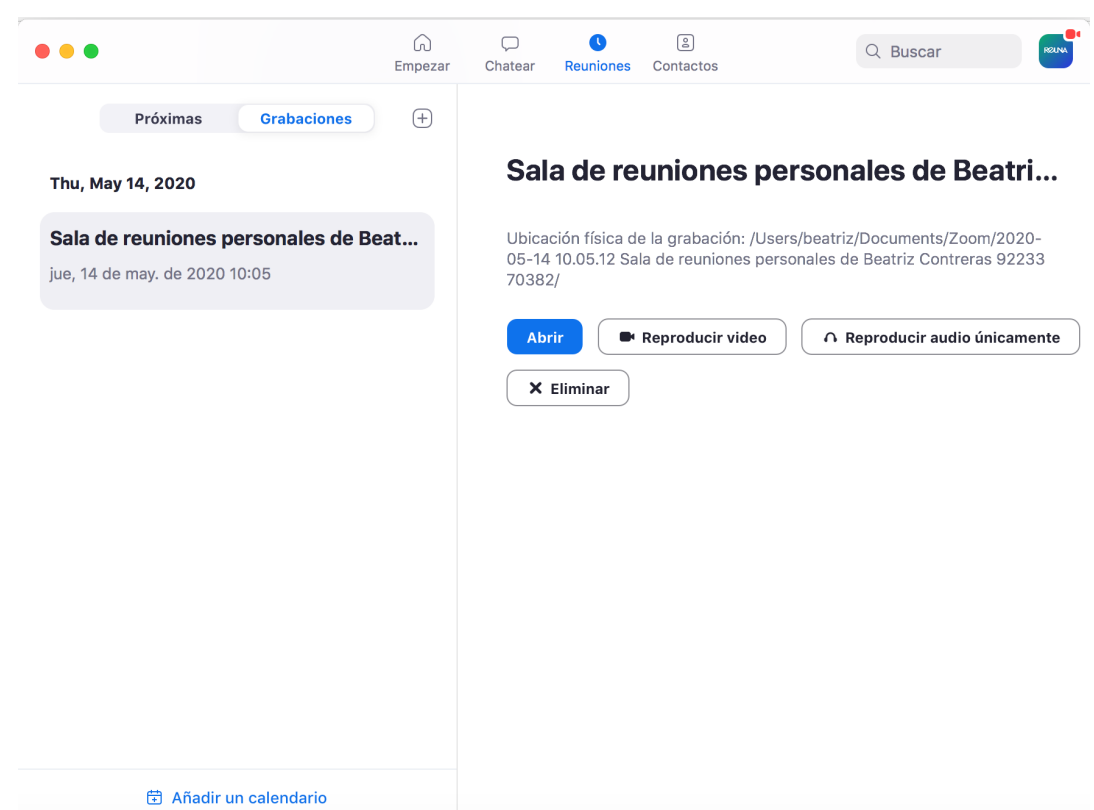 Empezar
Chatear
Reuniones
Contactos
Buscar
REUNA
Próximas
Grabaciones
Thu, May 14, 2020
Sala de reuniones personales de Beat...
jue, 14 de may. de 2020 10:05
Sala de reuniones personales de Beatri...
Ubicación física de la grabación: /Users/beatriz/Documents/Zoom/2020-
05-14 10.05.12 Sala de reuniones personales de Beatriz Contreras 92233
70382/
Abrir
Reproducir video
Reproducir audio únicamente
Eliminar
Añadir un calendario